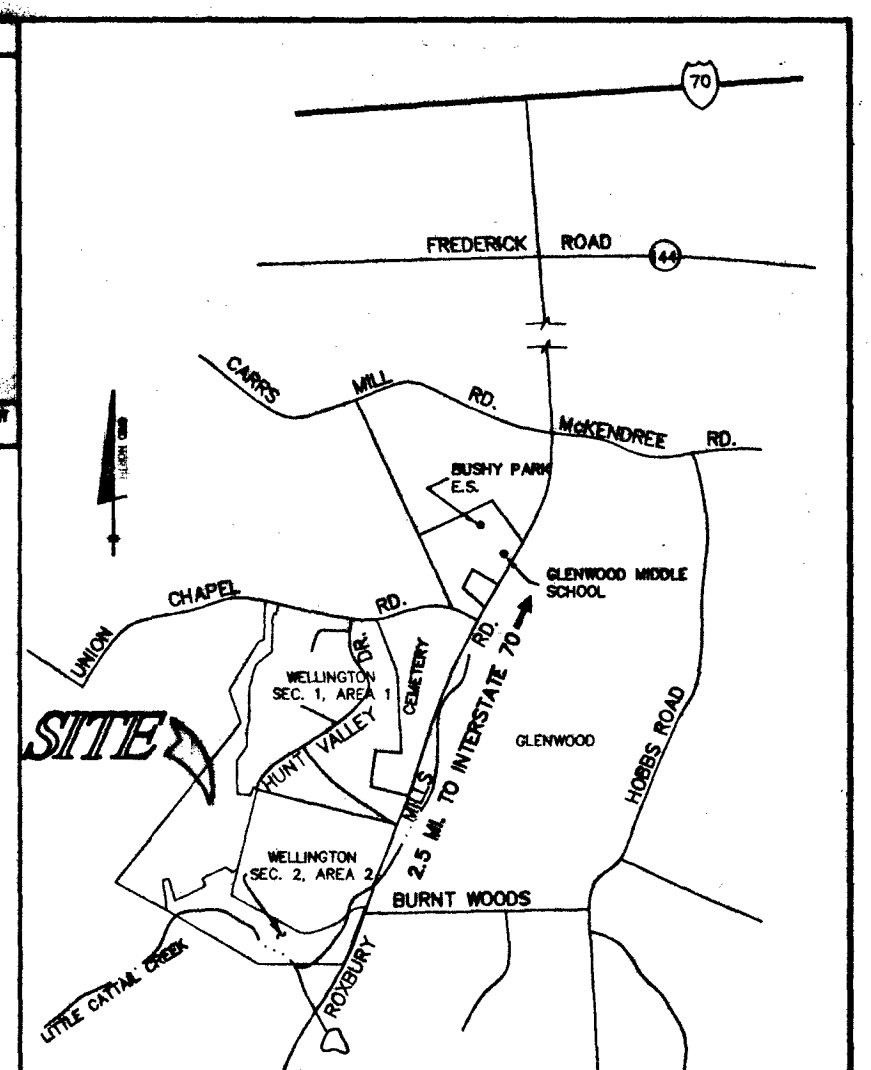 70
FREDERICK ROAD
144
CARRS MILL RD.
McKENDREE RD.
BUSHY PARK
E.S.
GRID NORTH
GLENWOOD MIDDLE
SCHOOL
UNION CHAPEL RD.
WELLINGTON
SEC. 1, AREA 1
CEMETERY
HUNT VALLEY DR.
SITE
GLENWOOD
HOBBS ROAD
2.5 MI. TO INTERSTATE 70
ROXBURY MILLS RD.
WELLINGTON
SEC. 2, AREA 2
BURNT WOODS
LITTLE CATTAIL CREEK